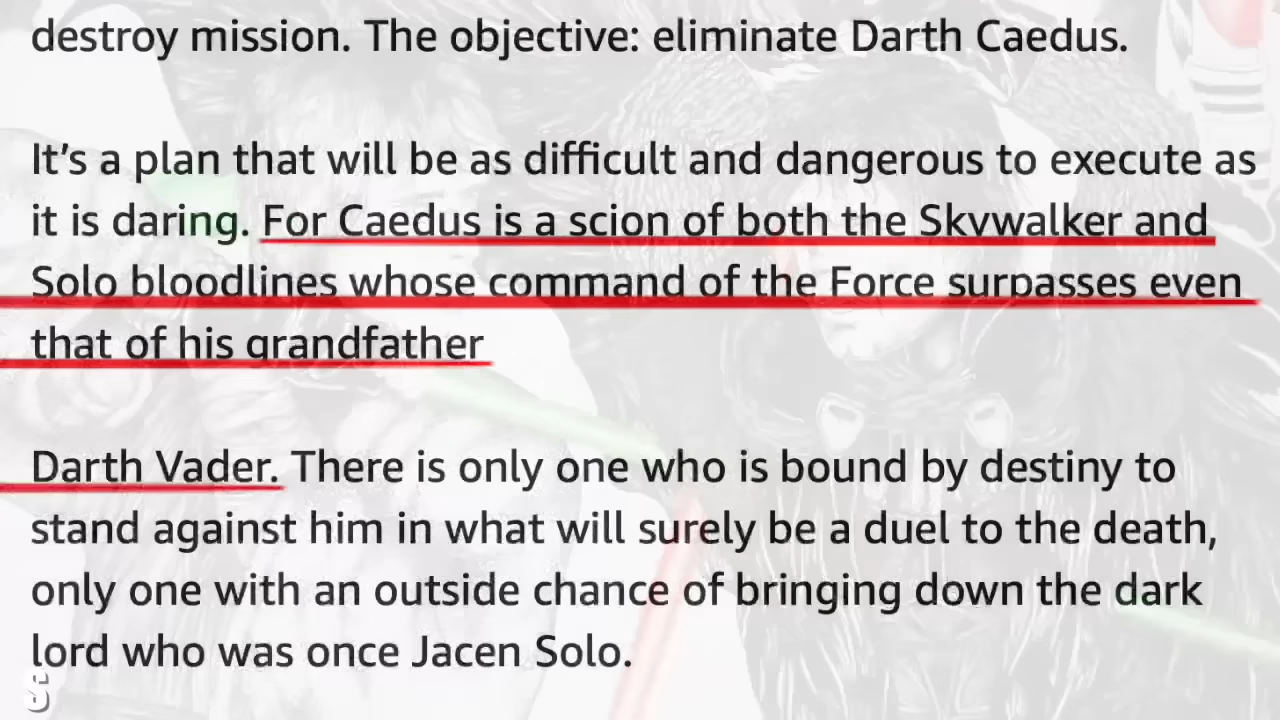 destroy mission. The objective: eliminate Darth Caedus.
It’s a plan that will be as difficult and dangerous to execute as
it is daring. For Caedus is a scion of both the Skywalker and
Solo bloodlines whose command of the Force surpasses even
that of his grandfather
Darth Vader. There is only one who is bound by destiny to
stand against him in what will surely be a duel to the death,
only one with an outside chance of bringing down the dark
lord who was once Jacen Solo.